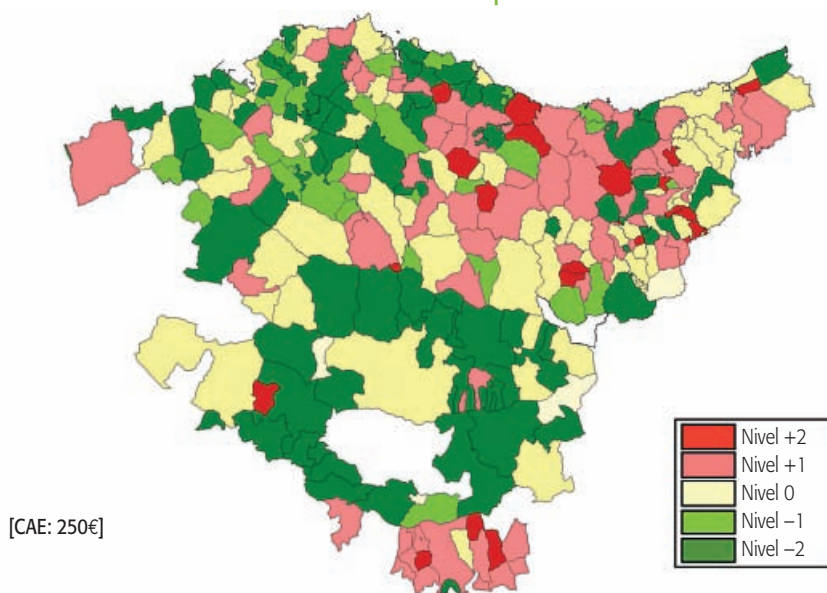 Nivel +2
Nivel +1
Nivel 0
Nivel –1
Nivel –2
[CAE: 250€]